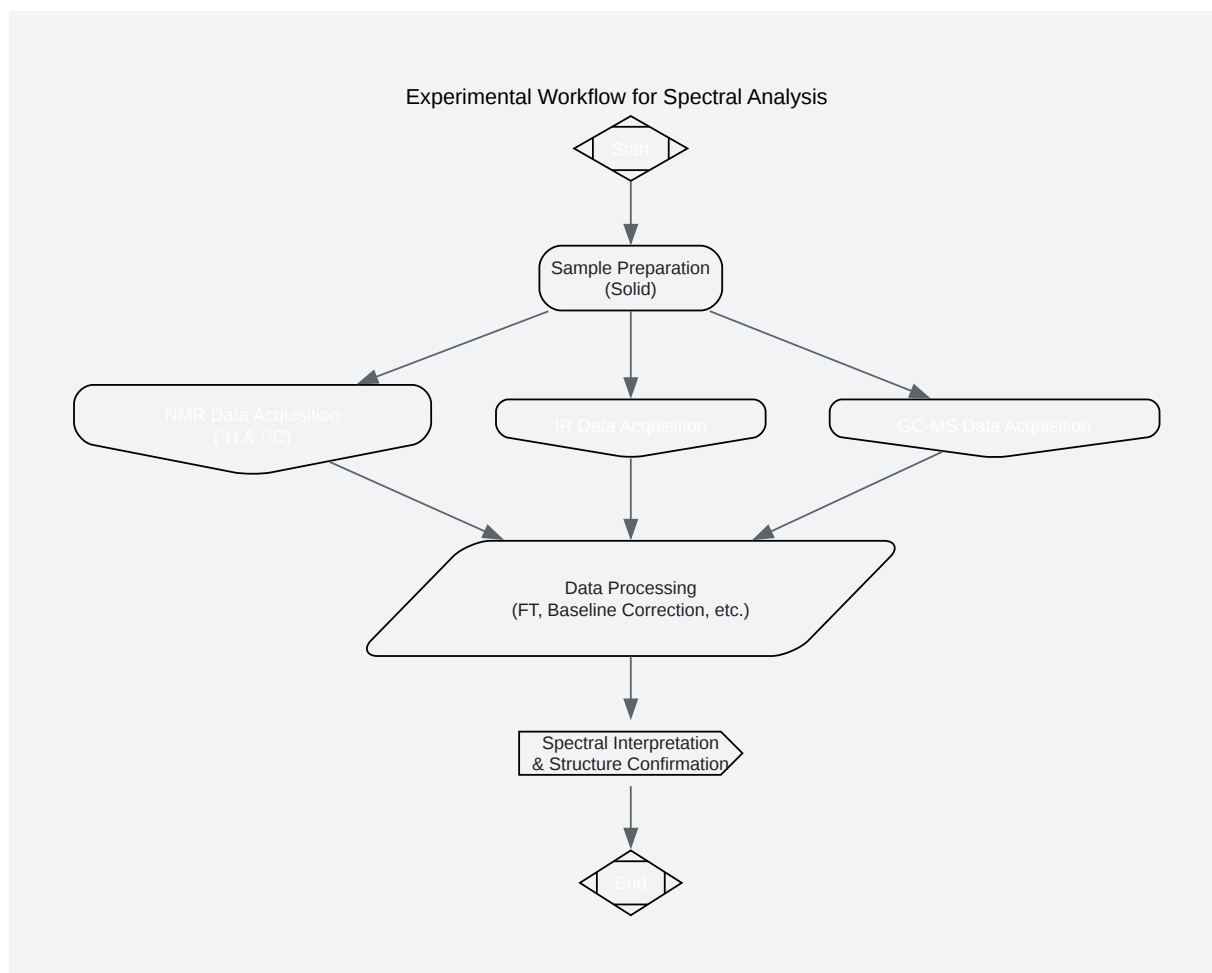 Experimental Workflow for Spectral Analysis
Start
Sample Preparation
(Solid)
NMR Data Acquisition
(¹H & ¹³C)
IR Data Acquisition
GC-MS Data Acquisition
Data Processing
(FT, Baseline Correction, etc.)
Spectral Interpretation
& Structure Confirmation
End